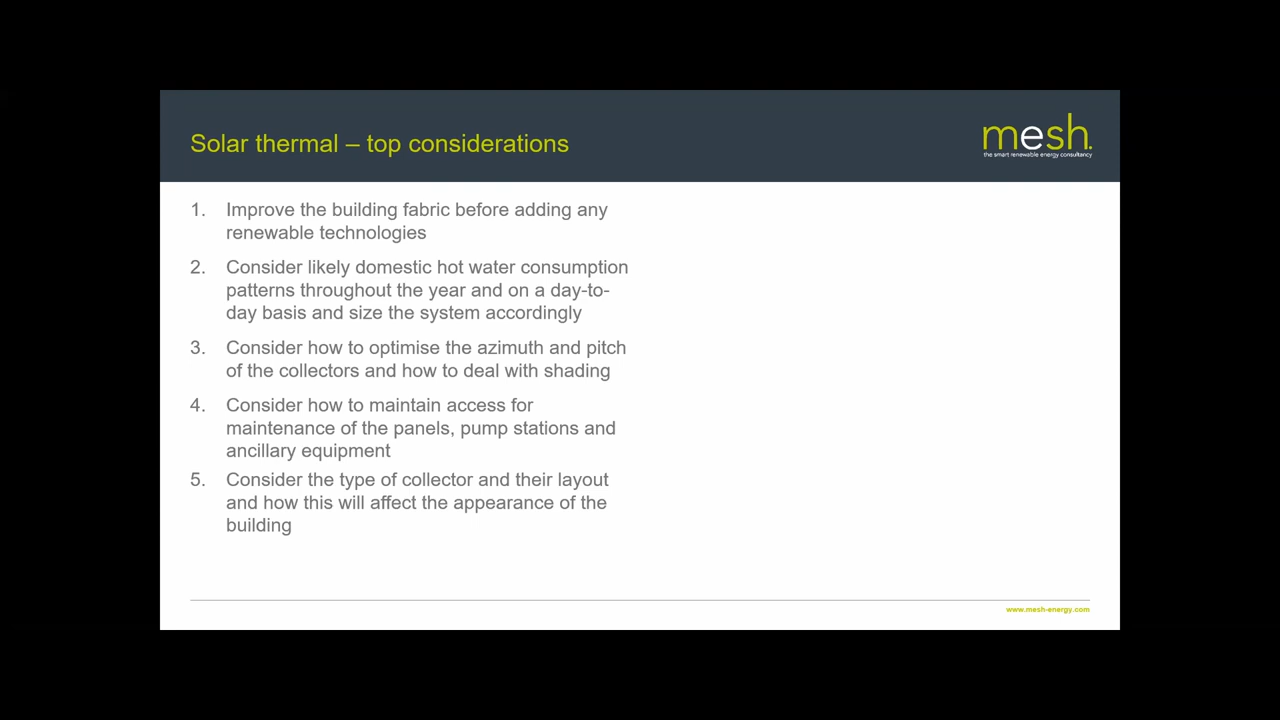 Solar thermal – top considerations
mesh.
the smart renewable energy consultancy
1. Improve the building fabric before adding any
renewable technologies
2. Consider likely domestic hot water consumption
patterns throughout the year and on a day-to-
day basis and size the system accordingly
3. Consider how to optimise the azimuth and pitch
of the collectors and how to deal with shading
4. Consider how to maintain access for
maintenance of the panels, pump stations and
ancillary equipment
5. Consider the type of collector and their layout
and how this will affect the appearance of the
building
www.mesh-energy.com